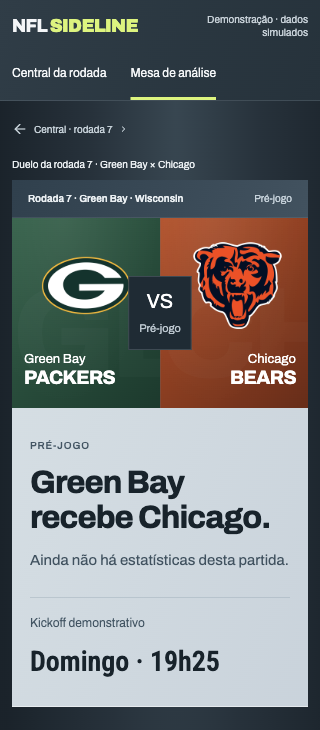 NFL SIDELINE
Demonstração · dados
simulados
Central da rodada
Mesa de análise
← Central · rodada 7 ›
Duelo da rodada 7 · Green Bay × Chicago
Rodada 7 · Green Bay · Wisconsin
Pré-jogo
G
VS
Pré-jogo
Green Bay
PACKERS
Chicago
BEARS
PRÉ-JOGO
Green Bay
recebe Chicago.
Ainda não há estatísticas desta partida.
Kickoff demonstrativo
Domingo · 19h25